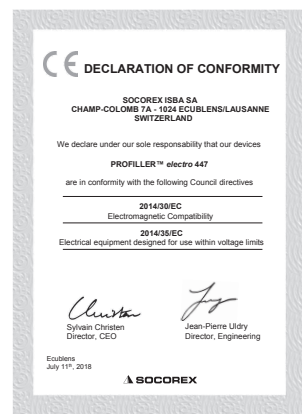 CE DECLARATION OF CONFORMITY
SOCOREX ISBA SA
CHAMP-COLOMB 7A - 1024 ECUBLENS/LAUSANNE
SWITZERLAND
We declare under our sole responsability that our devices
PROFILLER™ electro 447
are in conformity with the following Council directives
2014/30/EC
Electromagnetic Compatibility
2014/35/EC
Electrical equipment designed for use within voltage limits
Sylvain Christen
Director, CEO
Jean-Pierre Uldry
Director, Engineering
Ecublens
July 11th, 2018
SOCOREX